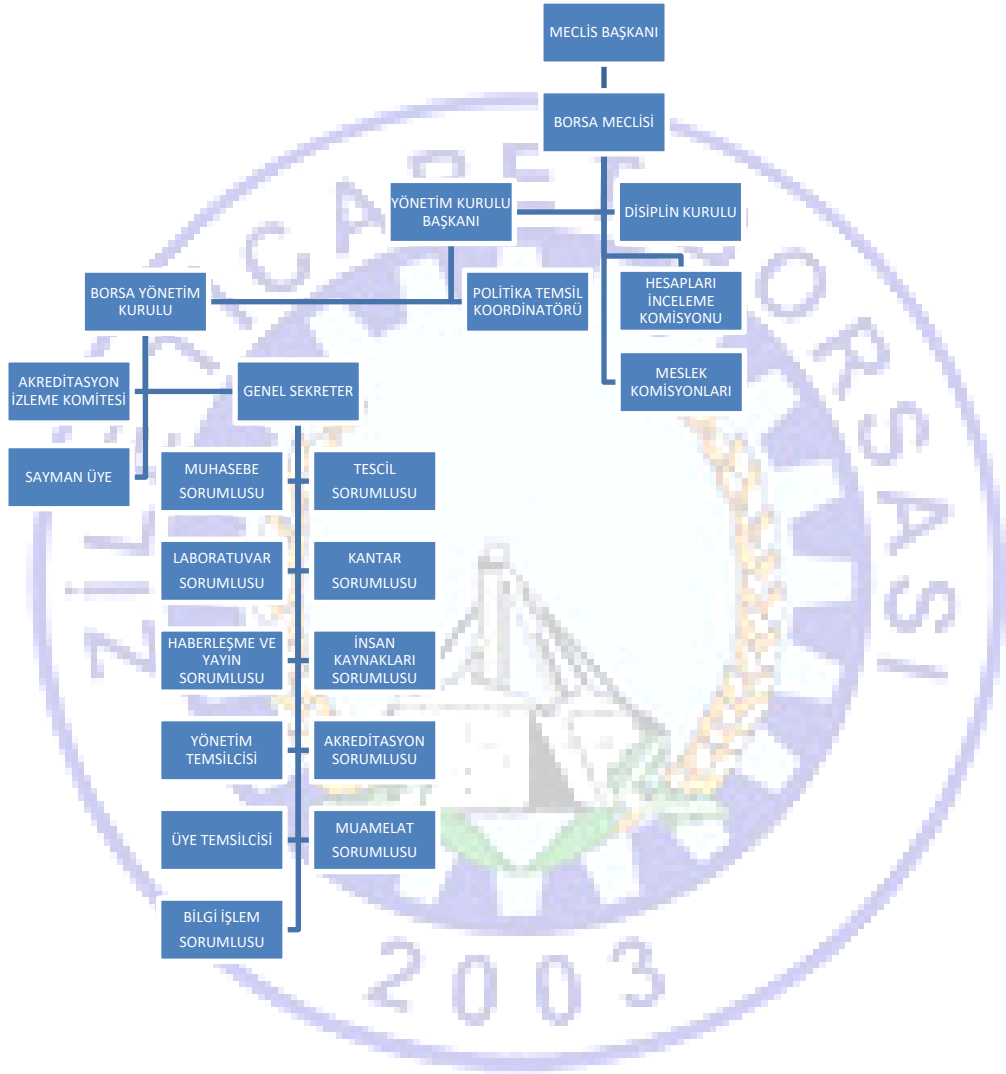 MECLİS BAŞKANI
BORSA MECLİSİ
YÖNETİM KURULU
BAŞKANI
DİSİPLİN KURULU
BORSA YÖNETİM
KURULU
POLİTİKA TEMSİL
KOORDİNATÖRÜ
HESAPLARI
İNCELEME
KOMİSYONU
AKREDİTASYON
İZLEME KOMİTESİ
GENEL SEKRETER
MESLEK
KOMİSYONLARI
SAYMAN ÜYE
MUHASEBE
SORUMLUSU
TESCİL
SORUMLUSU
LABORATUVAR
SORUMLUSU
KANTAR
SORUMLUSU
HABERLEŞME VE
YAYIN
SORUMLUSU
İNSAN
KAYNAKLARI
SORUMLUSU
YÖNETİM
TEMSİLCİSİ
AKREDİTASYON
SORUMLUSU
ÜYE TEMSİLCİSİ
MUAMELAT
SORUMLUSU
BİLGİ İŞLEM
SORUMLUSU
2003